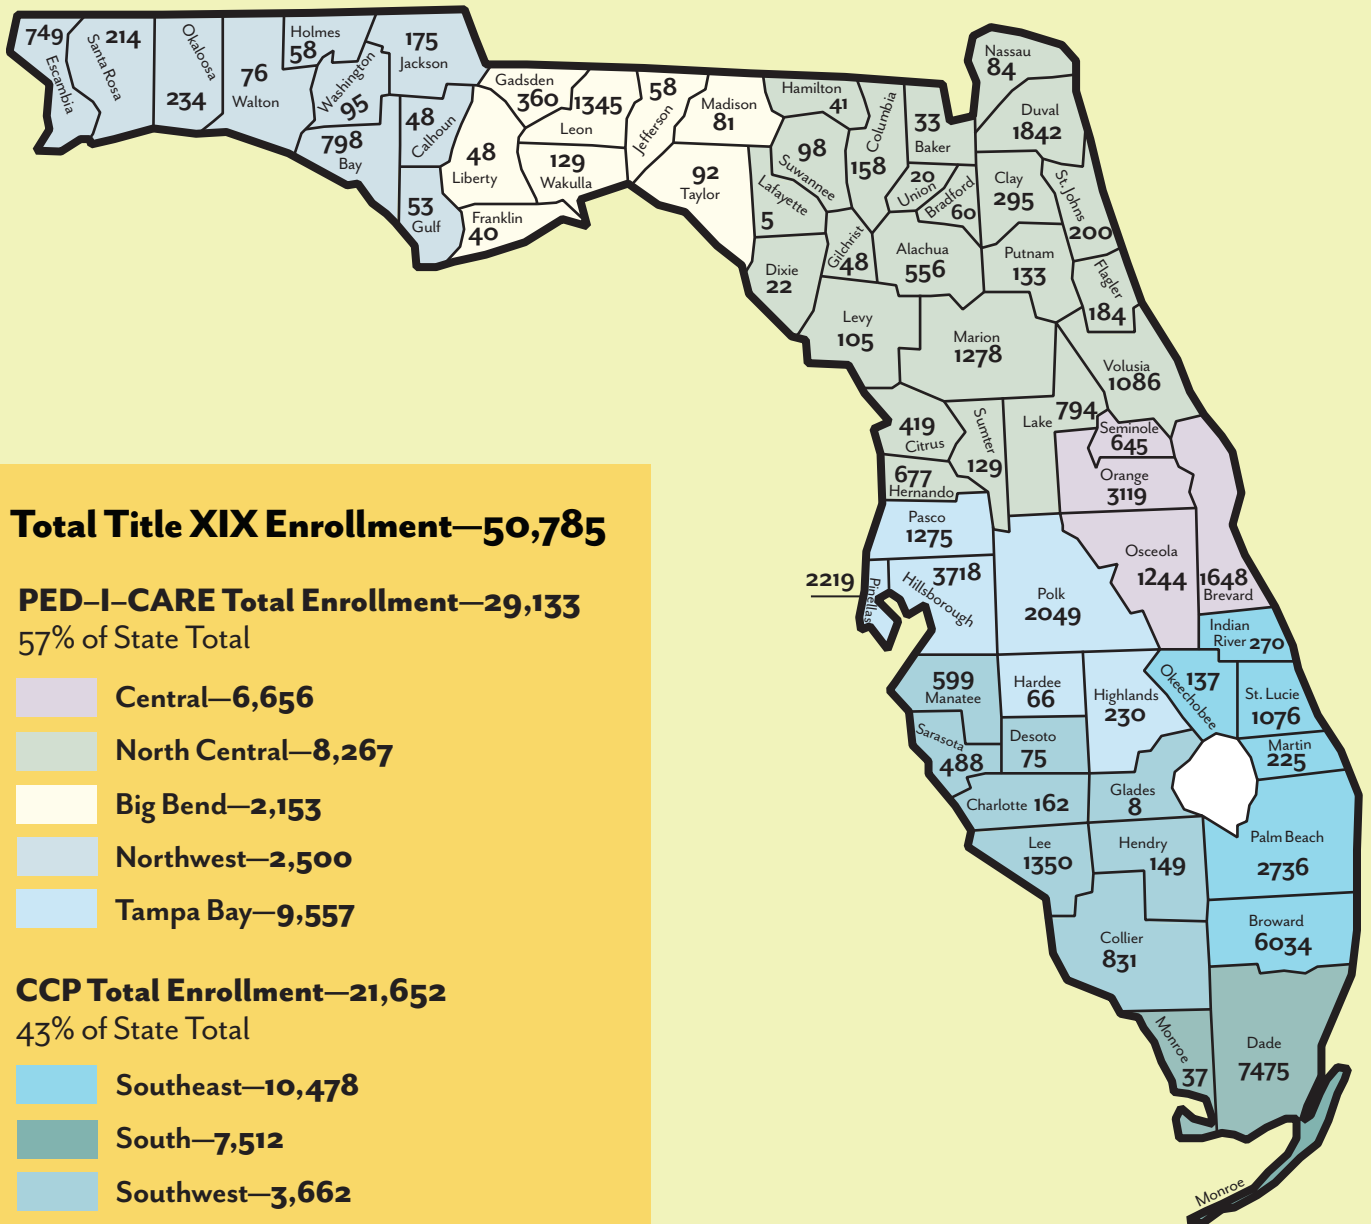 749
Escambia
Santa Rosa
214
Okaloosa
234
76
Walton
Holmes
58
Washington
95
175
Jackson
798
Bay
48
Calhoun
53
Gulf
Gadsden
360
48
Liberty
Franklin
40
1345
Leon
129
Wakulla
58
Jefferson
Madison
81
92
Taylor
Hamilton
41
98
Suwannee
Lafayette
5
Dixie
22
Columbia
158
Gilchrist
48
33
Baker
20
Union
Bradford
60
Nassau
84
Duval
1842
Clay
295
St. Johns
200
Alachua
556
Putnam
133
Flagler
184
Levy
105
Marion
1278
Volusia
1086
419
Citrus
Sumter
129
Lake 794
Seminole
645
677
Hernando
Orange
3119
Pasco
1275
Osceola
1244
1648
Brevard
2219
Pinellas
3718
Hillsborough
Polk
2049
Indian
River 270
599
Manatee
Hardee
66
Highlands
230
Okeechobee
137
St. Lucie
1076
Sarasota
488
Desoto
75
Martin
225
Charlotte 162
Glades
8
Lee
1350
Hendry
149
Palm Beach
2736
Collier
831
Broward
6034
Monroe
37
Dade
7475
Monroe
Total Title XIX Enrollment—50,785
PED–I–CARE Total Enrollment—29,133
57% of State Total
Central—6,656
North Central—8,267
Big Bend—2,153
Northwest—2,500
Tampa Bay—9,557
CCP Total Enrollment—21,652
43% of State Total
Southeast—10,478
South—7,512
Southwest—3,662